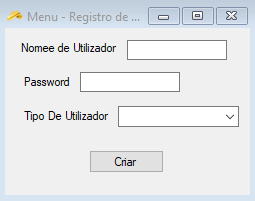 Menu - Registro de ...
Nomee de Utilizador
Password
Tipo De Utilizador
Criar